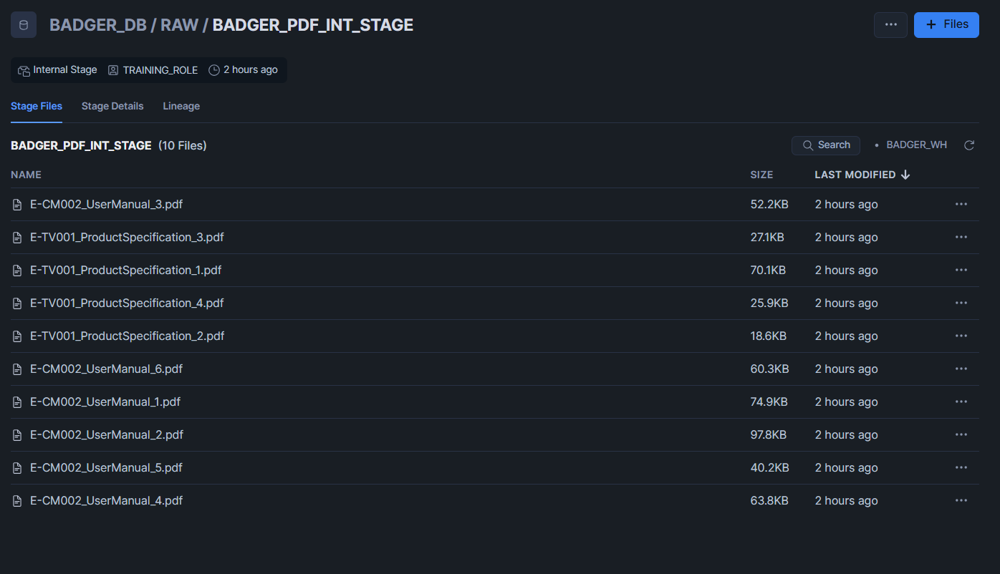 BADGER_DB / RAW / BADGER_PDF_INT_STAGE
Files
Internal Stage TRAINING_ROLE 2 hours ago
Stage Files Stage Details Lineage
BADGER_PDF_INT_STAGE (10 Files) Search BADGER_WH
NAME SIZE LAST MODIFIED
E-CM002_UserManual_3.pdf 52.2KB 2 hours ago
E-TV001_ProductSpecification_3.pdf 27.1KB 2 hours ago
E-TV001_ProductSpecification_1.pdf 70.1KB 2 hours ago
E-TV001_ProductSpecification_4.pdf 25.9KB 2 hours ago
E-TV001_ProductSpecification_2.pdf 18.6KB 2 hours ago
E-CM002_UserManual_6.pdf 60.3KB 2 hours ago
E-CM002_UserManual_1.pdf 74.9KB 2 hours ago
E-CM002_UserManual_2.pdf 97.8KB 2 hours ago
E-CM002_UserManual_5.pdf 40.2KB 2 hours ago
E-CM002_UserManual_4.pdf 63.8KB 2 hours ago